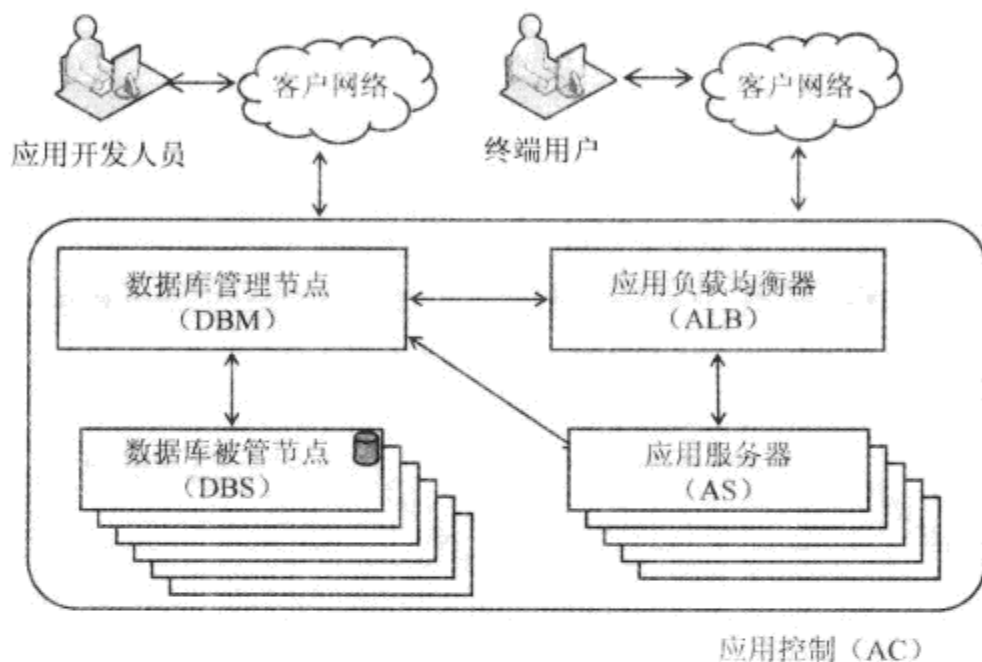 客户网络
客户网络
应用开发人员
终端用户
数据库管理节点
（DBM）
应用负载均衡器
（ALB）
数据库被管节点
（DBS）
应用服务器
（AS）
应用控制（AC）